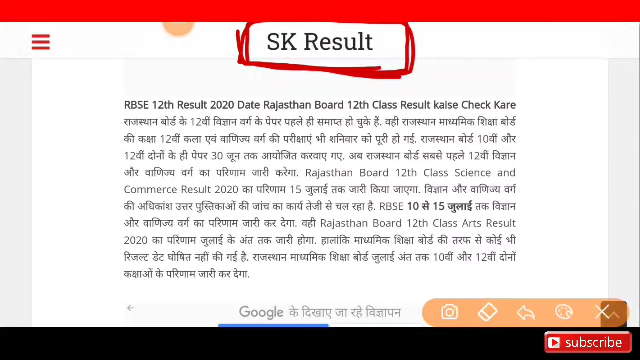 SK Result
RBSE 12th Result 2020 Date Rajasthan Board 12th Class Result kaise Check Kare
राजस्थान बोर्ड के 12वीं विज्ञान वर्ग के पेपर पहले ही समाप्त हो चुके हैं. वही राजस्थान माध्यमिक शिक्षा बोर्ड
की कक्षा 12वीं कला एवं वाणिज्य वर्ग की परीक्षाएं भी शनिवार को पूरी हो गई. राजस्थान बोर्ड 10वीं और
12वीं दोनों के ही पेपर 30 जून तक आयोजित करवाए गए. अब राजस्थान बोर्ड सबसे पहले 12वीं विज्ञान
और वाणिज्य वर्ग का परिणाम जारी करेगा. Rajasthan Board 12th Class Science and
Commerce Result 2020 का परिणाम 15 जुलाई तक जारी किया जाएगा. विज्ञान और वाणिज्य वर्ग
की अधिकांश उत्तर पुस्तिकाओं की जांच का कार्य तेजी से चल रहा है. RBSE 10 से 15 जुलाई तक विज्ञान
और वाणिज्य वर्ग का परिणाम जारी कर देगा. वही Rajasthan Board 12th Class Arts Result
2020 का परिणाम जुलाई के अंत तक जारी होगा. हालांकि माध्यमिक शिक्षा बोर्ड की तरफ से कोई भी
रिजल्ट डेट घोषित नहीं की गई है. राजस्थान माध्यमिक शिक्षा बोर्ड जुलाई अंत तक 10वीं और 12वीं दोनों
कक्षाओं के परिणाम जारी कर देगा.
Google के दिखाए जा रहे विज्ञापन
subscribe